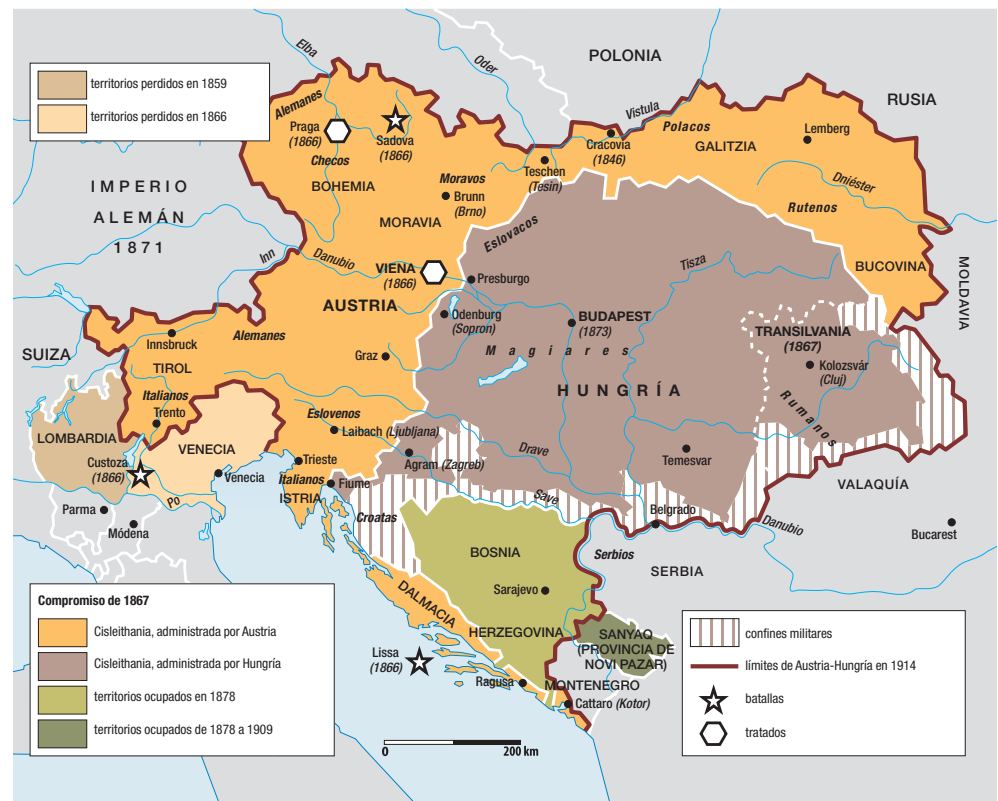 territorios perdidos en 1859
territorios perdidos en 1866
Elba
Oder
POLONIA
RUSIA
Vistula
Alemanes
Praga
(1866)
Sadova
(1866)
Checos
BOHEMIA
Moravos
Brunn
(Brno)
MORAVIA
Teschen
(Tesin)
Cracovia
(1846)
Polacos
GALITZIA
Lemberg
Dniéster
Rutenos
BUCOVINA
MOLDAVIA
IMPERIO
ALEMÁN
1871
Inn
Danubio
VIENA
(1866)
Eslovacos
Presburgo
Tisza
AUSTRIA
Odenburg
(Sopron)
BUDAPEST
(1873)
TRANSILVANIA
(1867)
Kolozsvár
(Cluj)
Rumanos
Magiares
HUNGRÍA
SUIZA
Innsbruck
Alemanes
TIROL
Graz
Italianos
Trento
Eslovenos
Laibach (Ljubljana)
LOMBARDIA
VENECIA
Custoza
(1866)
Venecia
Trieste
Italianos
ISTRIA
Fiume
Agram (Zagreb)
Drave
Temesvar
VALAQUÍA
Po
Parma
Módena
Croatas
Save
Belgrado
Danubio
Bucarest
BOSNIA
Serbios
SERBIA
Sarajevo
DALMACIA
HERZEGOVINA
SANYAQ
(PROVINCIA DE
NOVI PAZAR)
Lissa
(1866)
Ragusa
MONTENEGRO
Cattaro (Kotor)
Compromiso de 1867
Cisleithania, administrada por Austria
Cisleithania, administrada por Hungría
territorios ocupados en 1878
territorios ocupados de 1878 a 1909
0
200 km
confines militares
límites de Austria-Hungría en 1914
batallas
tratados